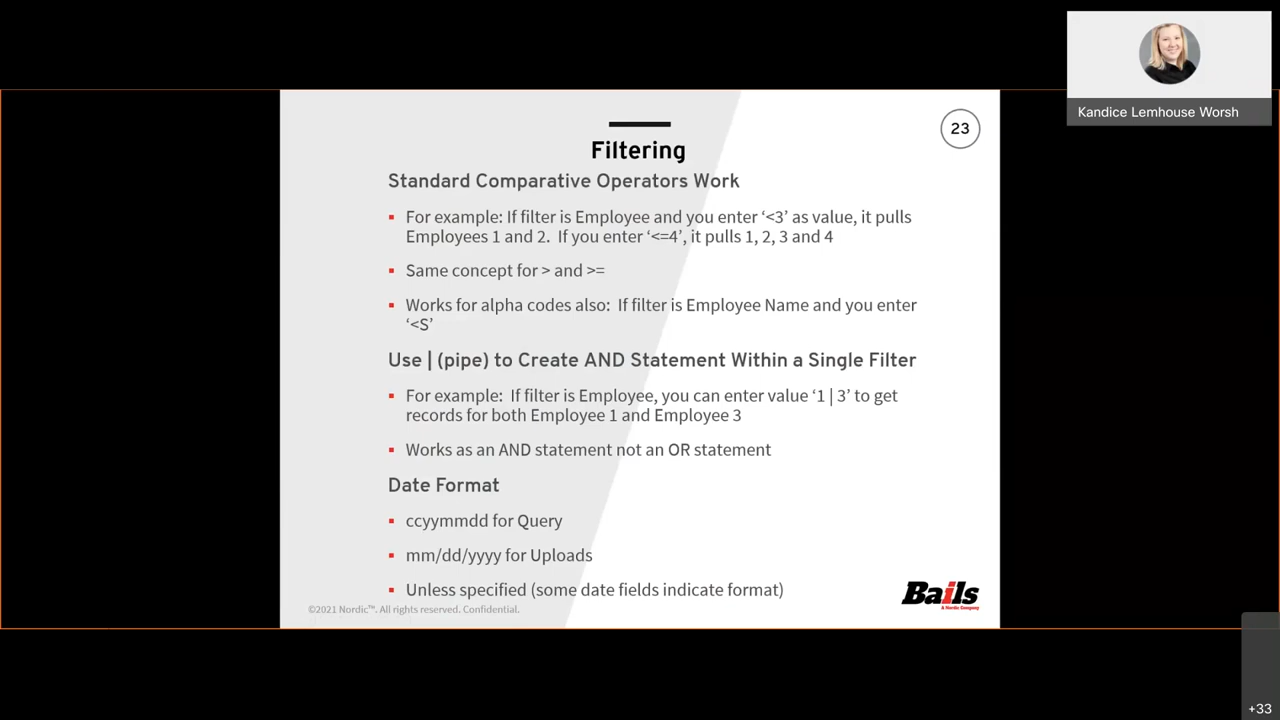 Kandice Lemhouse Worsh
23
Filtering
Standard Comparative Operators Work
▪ For example: If filter is Employee and you enter ‘<3’ as value, it pulls
Employees 1 and 2.  If you enter ‘<=4’, it pulls 1, 2, 3 and 4
▪ Same concept for > and >=
▪ Works for alpha codes also:  If filter is Employee Name and you enter
‘<S’
Use | (pipe) to Create AND Statement Within a Single Filter
▪ For example:  If filter is Employee, you can enter value ‘1 | 3’ to get
records for both Employee 1 and Employee 3
▪ Works as an AND statement not an OR statement
Date Format
▪ ccyymmdd for Query
▪ mm/dd/yyyy for Uploads
▪ Unless specified (some date fields indicate format)
©2021 Nordic™. All rights reserved. Confidential.
Bails
A Nordic Company
+33